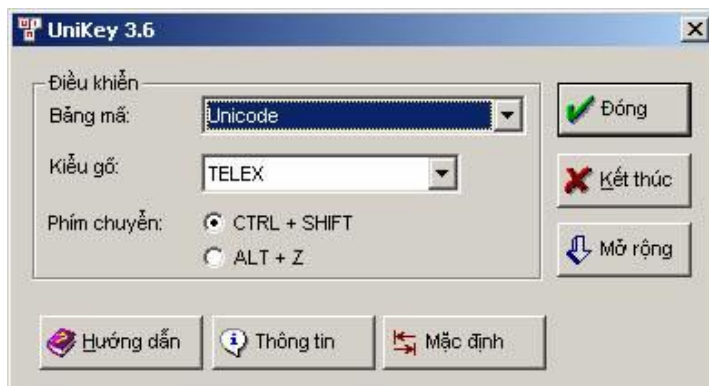 UniKey 3.6
Điều khiển
Bảng mã:
Unicode
Đóng
Kiểu gõ:
TELEX
Kết thúc
Phím chuyển:
CTRL + SHIFT
ALT + Z
Mở rộng
Hướng dẫn
Thông tin
Mặc định